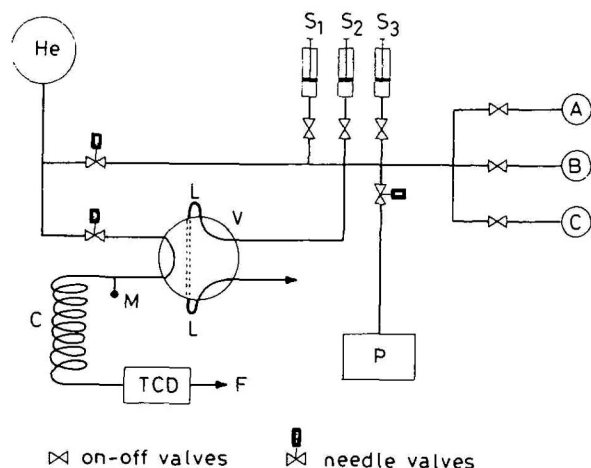 He
S1 S2 S3
A
B
C
L
V
L
M
C
TCD
F
P
on-off valves
needle valves